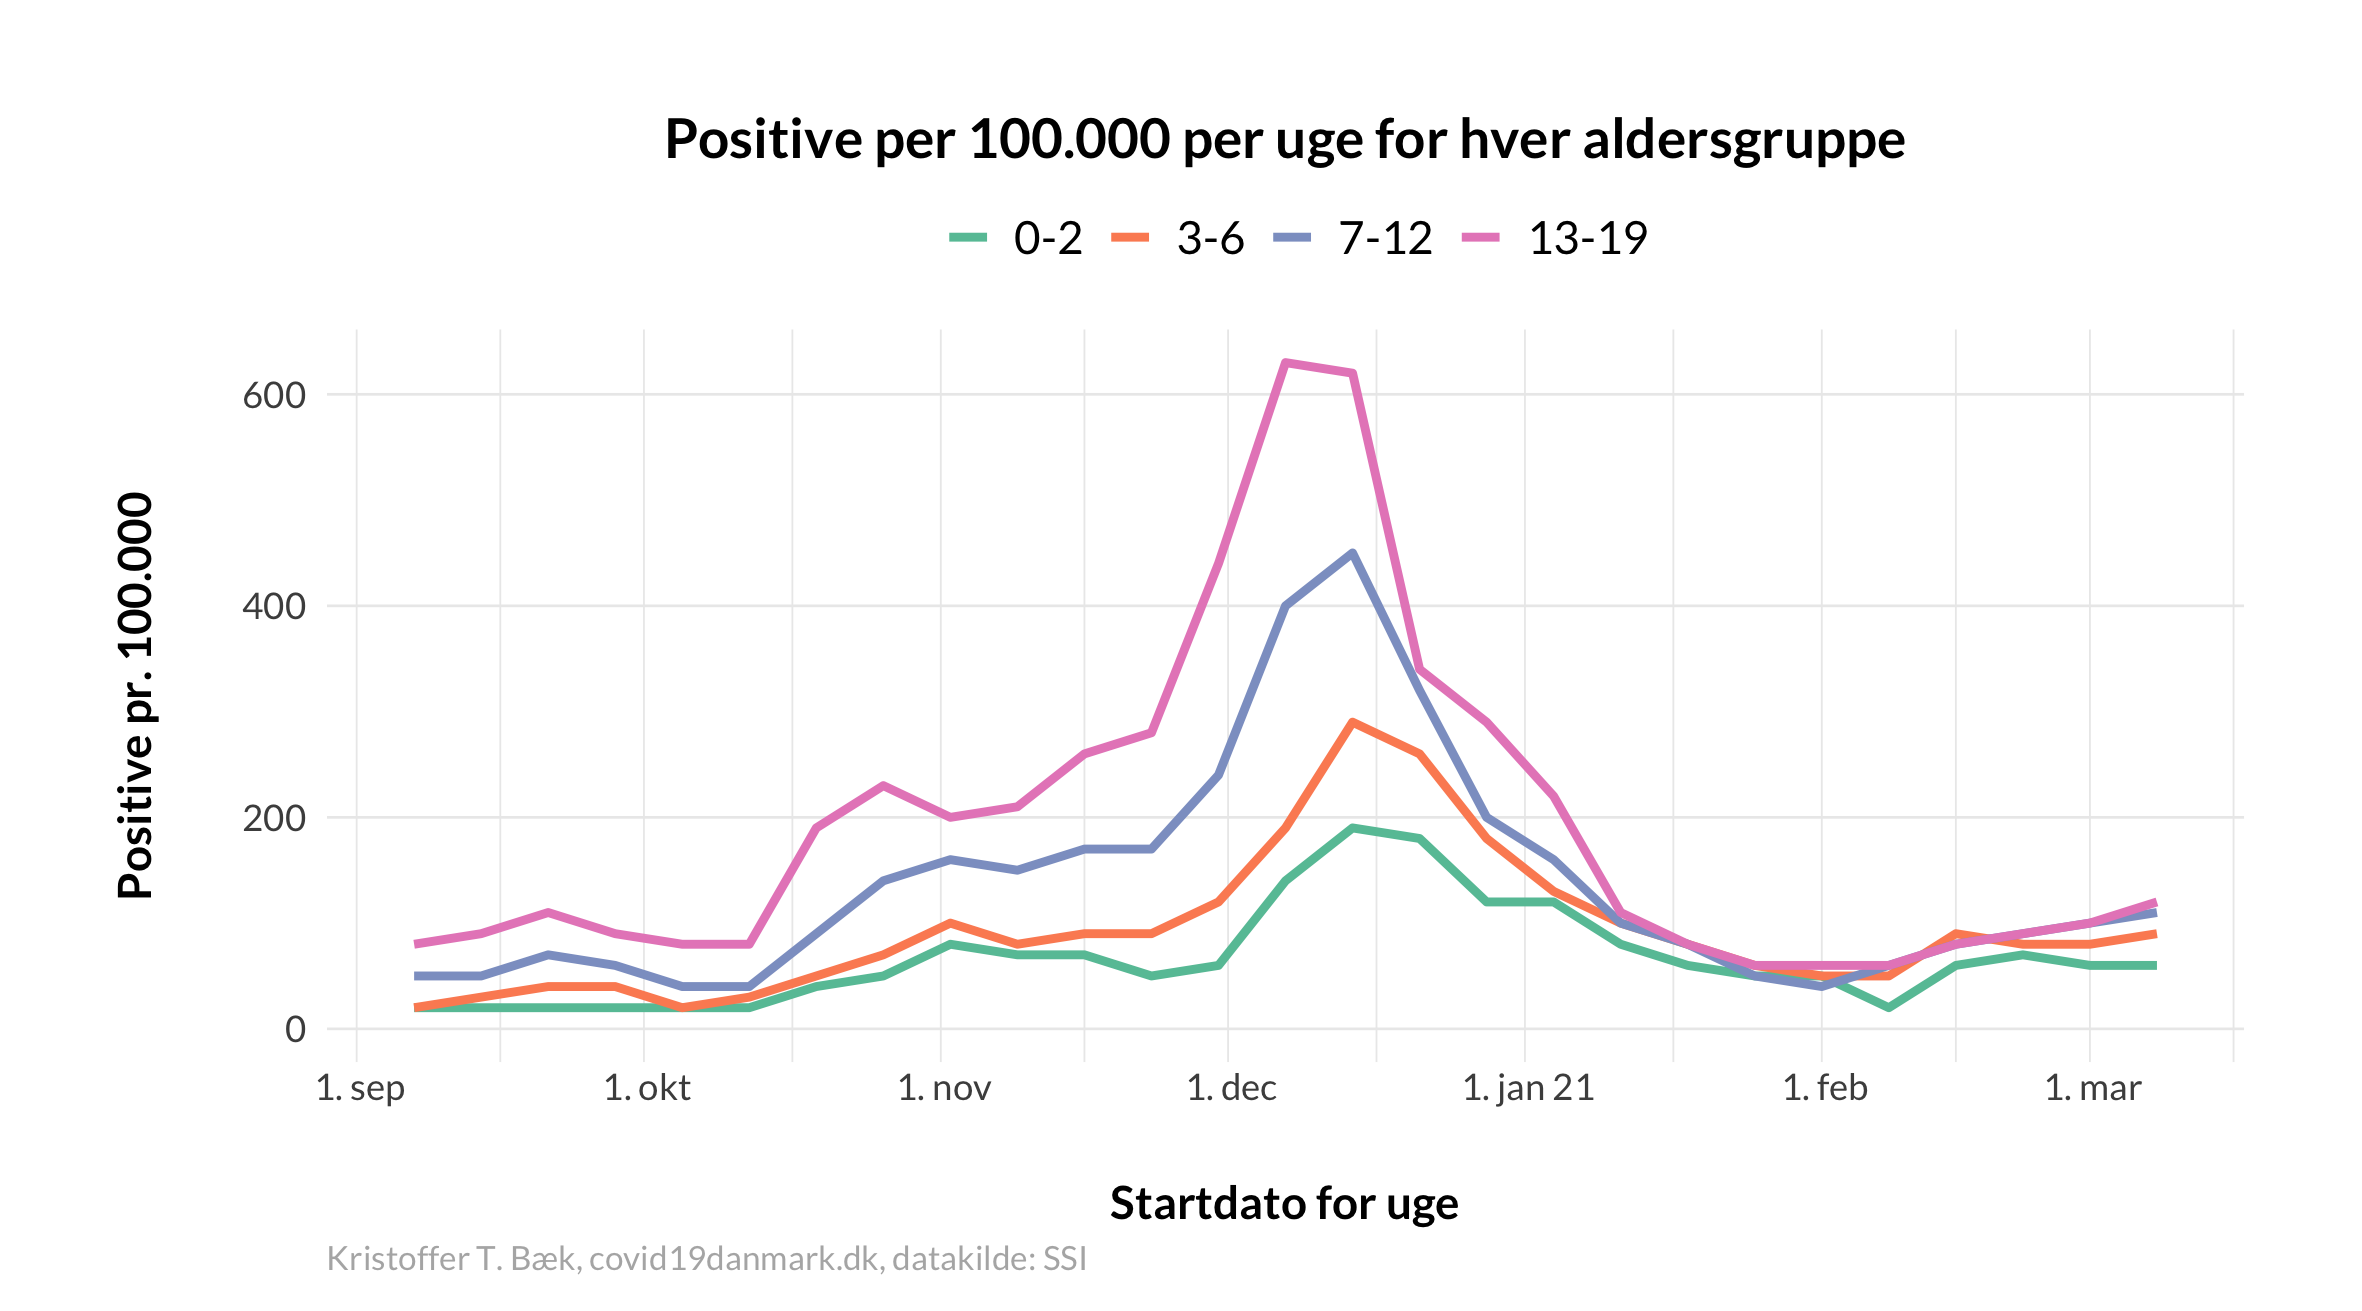 Positive per 100.000 per uge for hver aldersgruppe
0-2 3-6 7-12 13-19
Positive pr. 100.000
600
400
200
0
1. sep 1. okt 1. nov 1. dec 1. jan 21 1. feb 1. mar
Startdato for uge
Kristoffer T. Bæk, covid19danmark.dk, datakilde: SSI